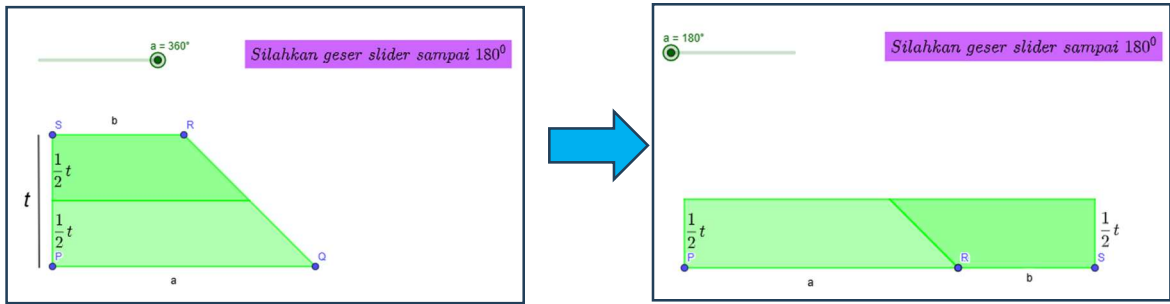 a = 360°
Silahkan geser slider sampai 180⁰
S
b
R
1/2 t
t
1/2 t
P
Q
a
a = 180°
Silahkan geser slider sampai 180⁰
1/2 t
1/2 t
P
R
S
a
b